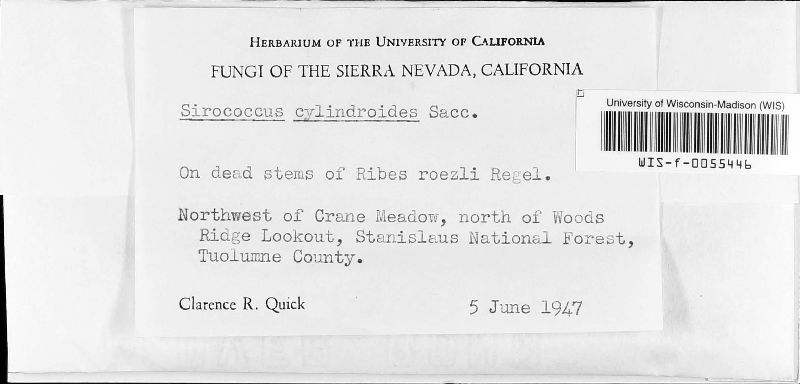 HERBARIUM OF THE UNIVERSITY OF CALIFORNIA
FUNGI OF THE SIERRA NEVADA, CALIFORNIA
Sirococcus cylindroides Sacc.
University of Wisconsin-Madison (WIS)
WIS-f-0055446
On dead stems of Ribes roezli Regel.
Northwest of Crane Meadow, north of Woods
Ridge Lookout, Stanislaus National Forest,
Tuolumne County.
Clarence R. Quick 5 June 1947